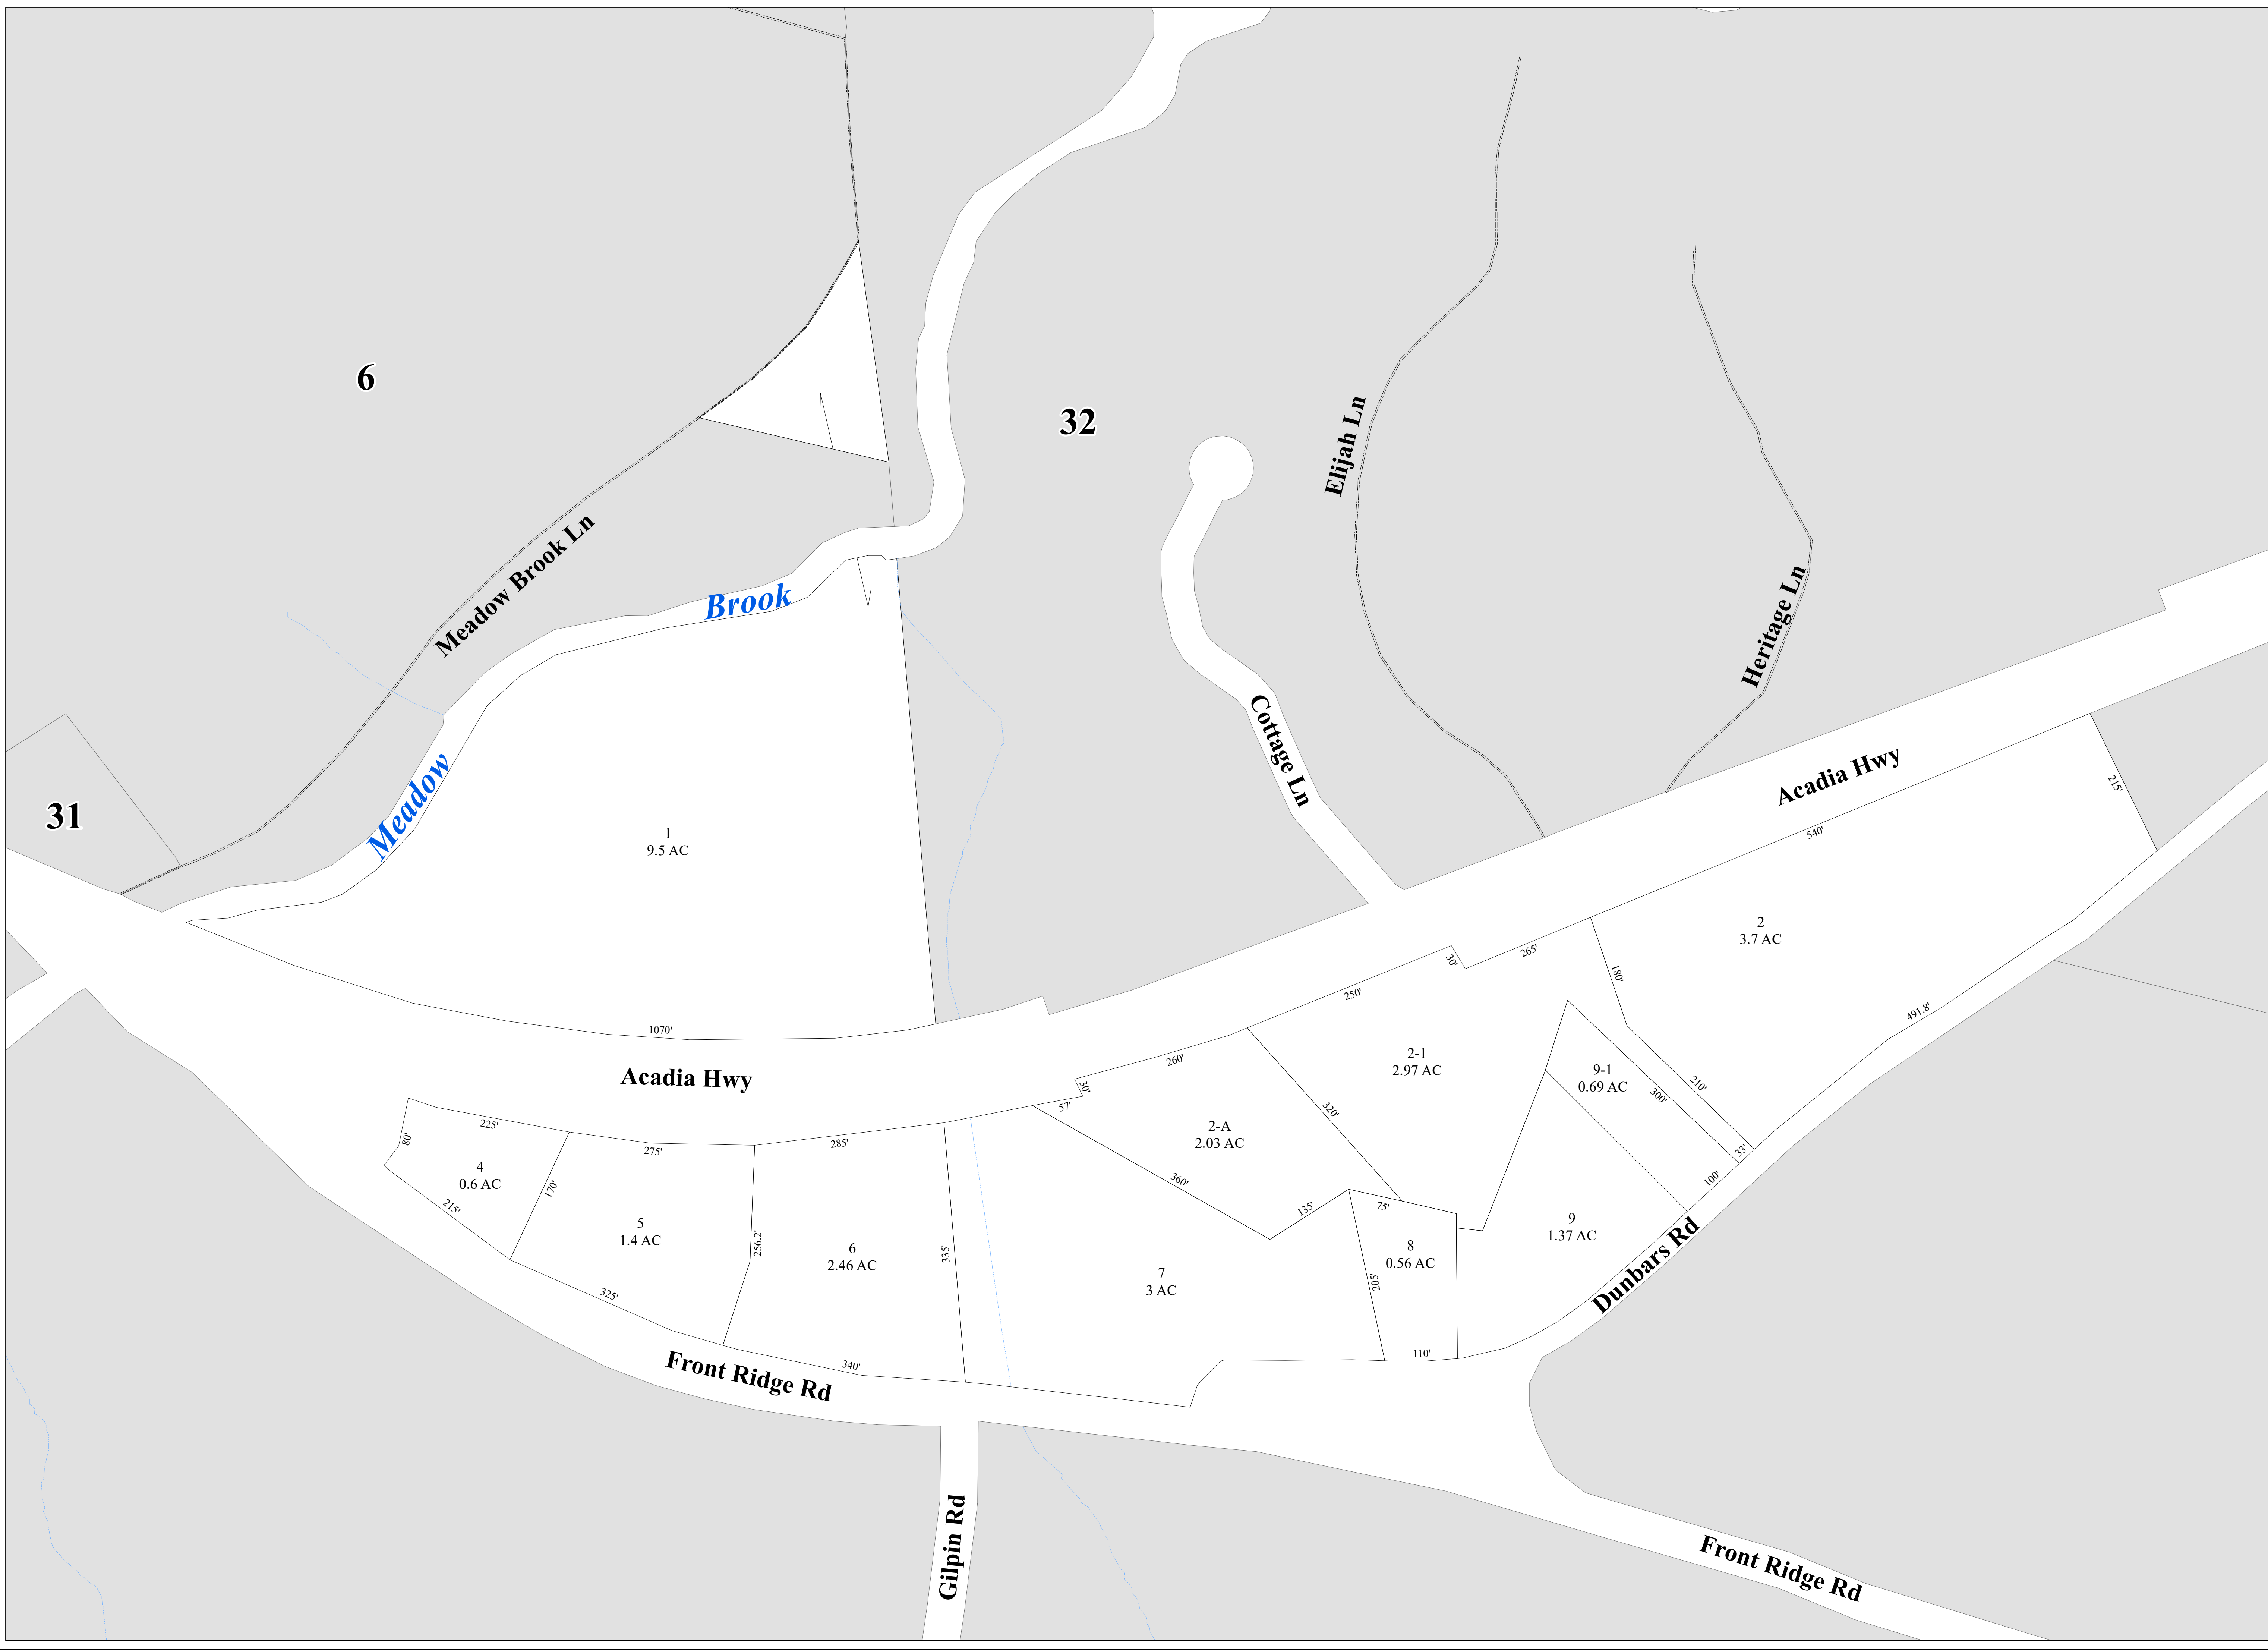 6
32
Elijah Ln
Meadow Brook Ln
Brook
Heritage Ln
Cottage Ln
Acadia Hwy
31
Meadow
1
9.5 AC
215'
540'
2
3.7 AC
30'
265'
180'
250'
491.8'
1070'
Acadia Hwy
260'
2-1
2.97 AC
9-1
0.69 AC
210'
300'
30'
57'
320'
2-A
2.03 AC
225'
80'
275'
285'
33'
4
0.6 AC
170'
360'
100'
215'
135'
75'
5
1.4 AC
256.2'
6
2.46 AC
335'
9
1.37 AC
8
0.56 AC
7
3 AC
205'
Dunbars Rd
325'
110'
340'
Front Ridge Rd
Gilpin Rd
Front Ridge Rd